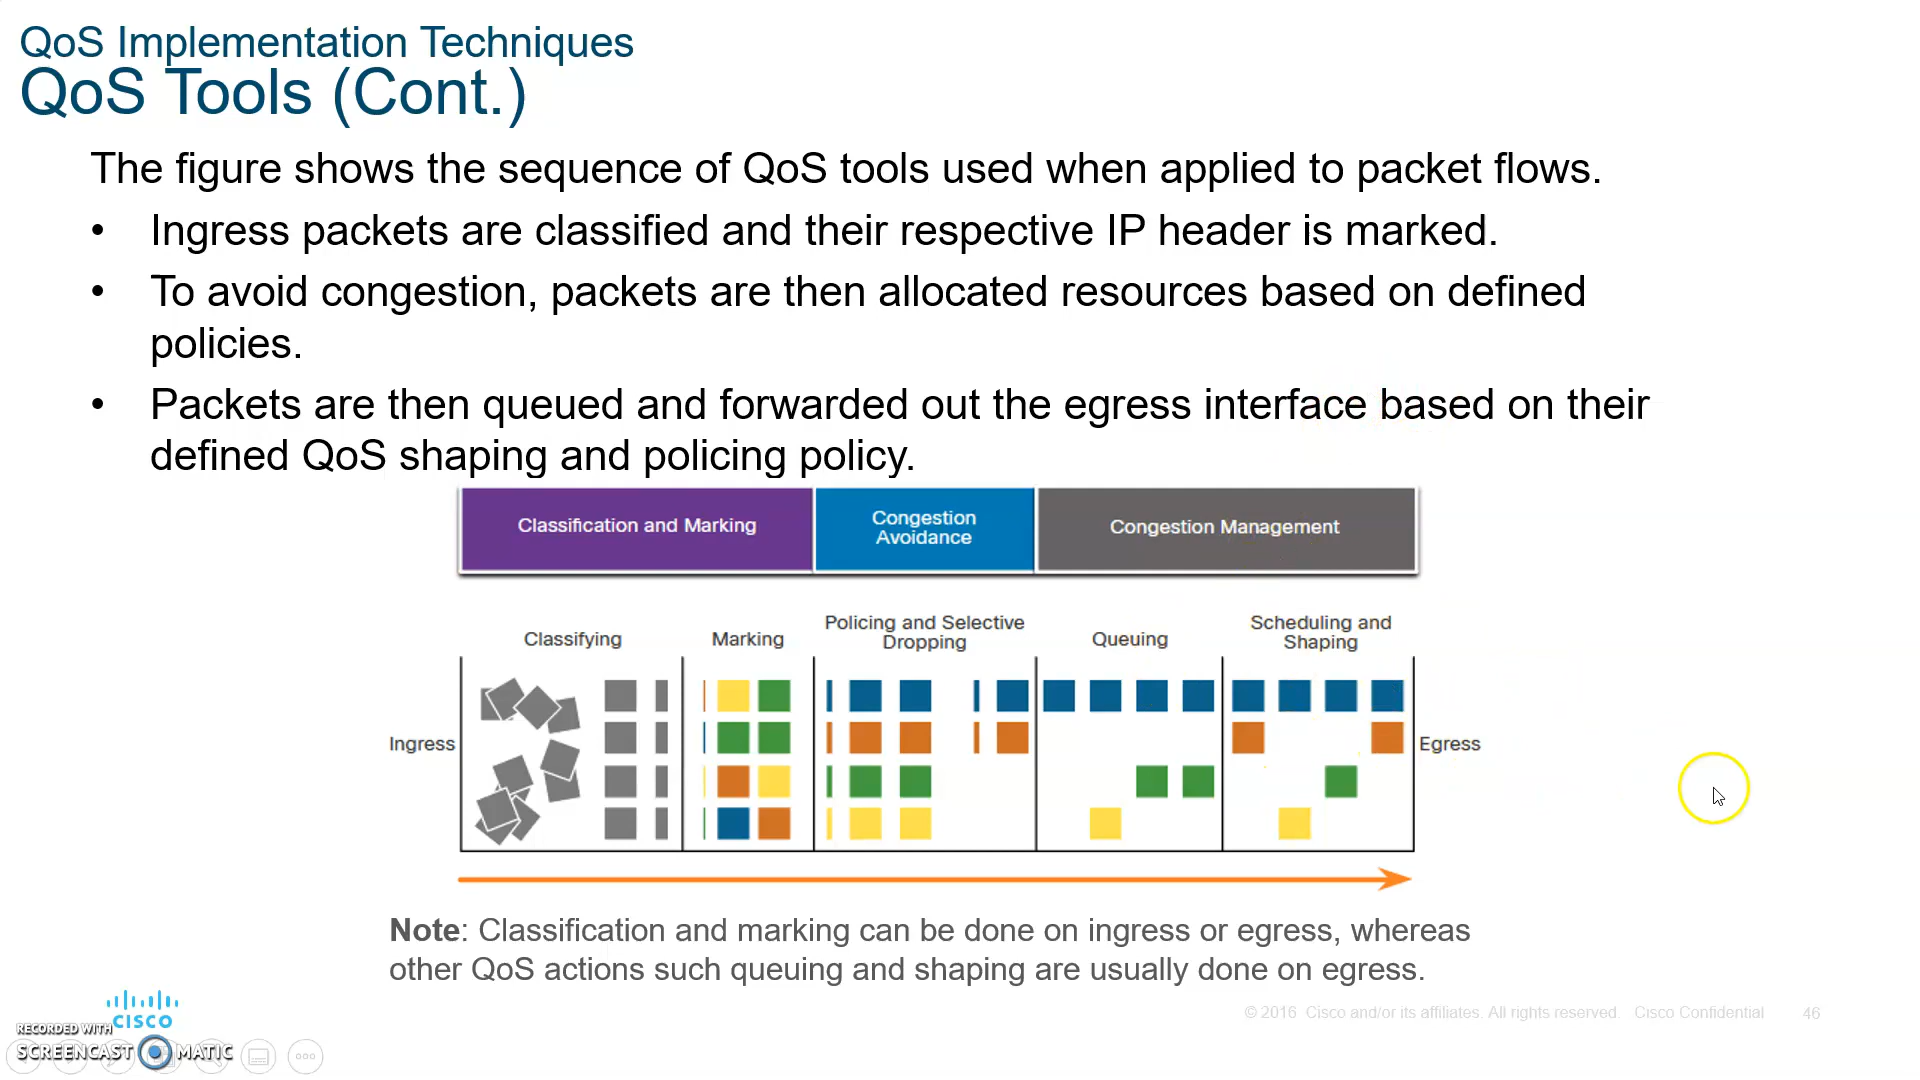 QoS Implementation Techniques
QoS Tools (Cont.)
The figure shows the sequence of QoS tools used when applied to packet flows.
• Ingress packets are classified and their respective IP header is marked.
• To avoid congestion, packets are then allocated resources based on defined
policies.
• Packets are then queued and forwarded out the egress interface based on their
defined QoS shaping and policing policy.
Classification and Marking
Congestion
Avoidance
Congestion Management
Classifying
Marking
Policing and Selective
Dropping
Queuing
Scheduling and
Shaping
Ingress
Egress
Note: Classification and marking can be done on ingress or egress, whereas
other QoS actions such queuing and shaping are usually done on egress.
CISCO
© 2016 Cisco and/or its affiliates. All rights reserved. Cisco Confidential
46
RECORDED WITH
SCREENCAST MATIC